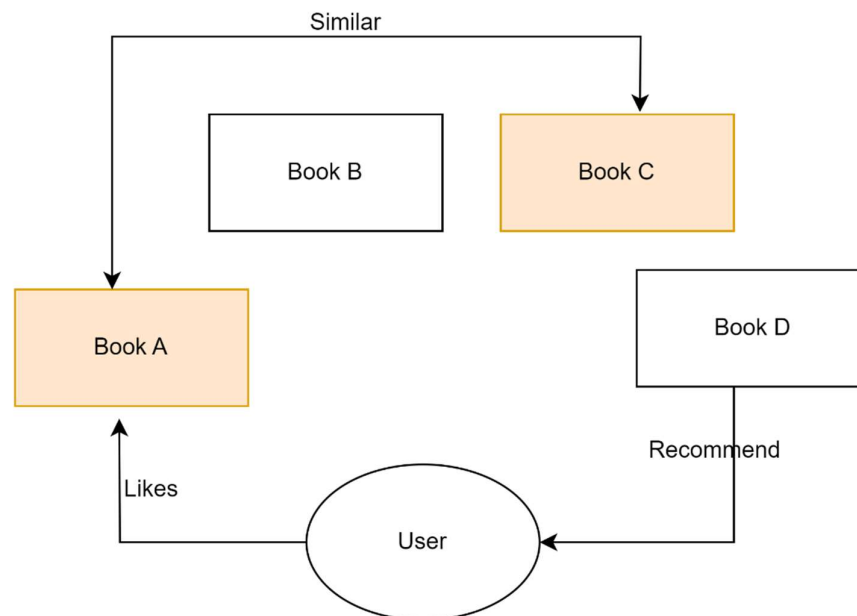 Similar
Book B
Book C
Book D
Book A
Recommend
Likes
User